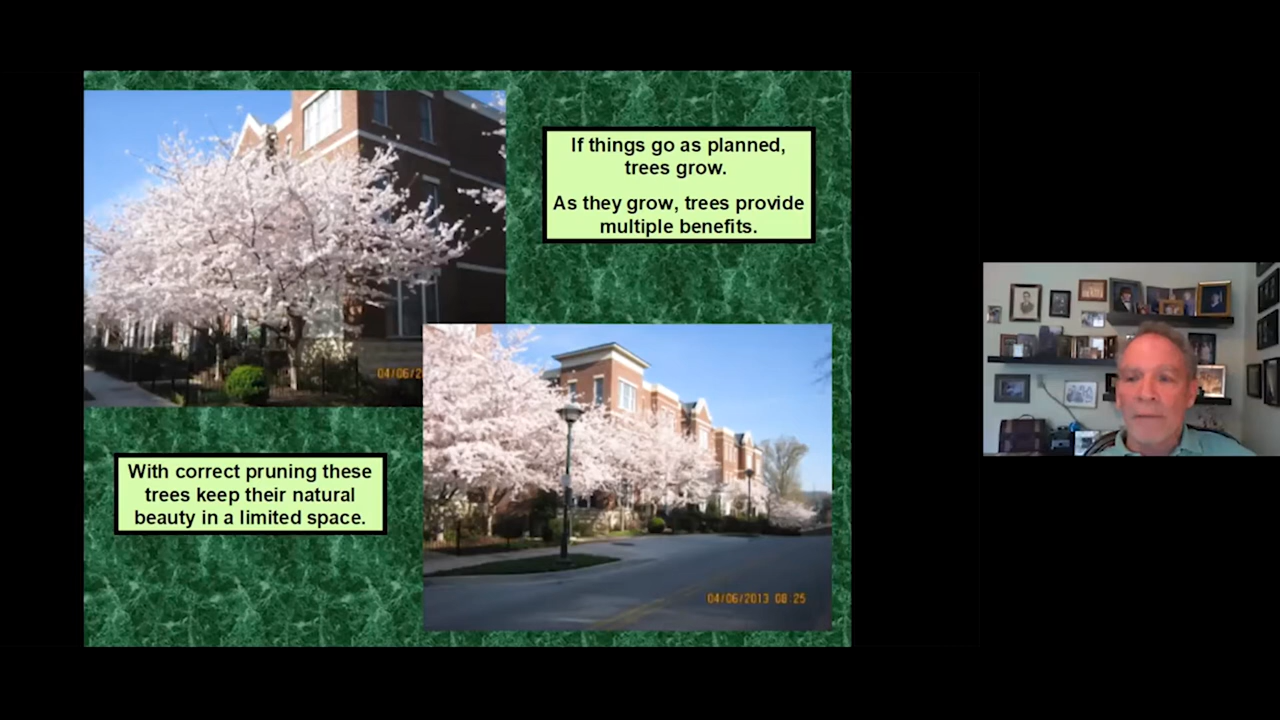 If things go as planned,
trees grow.
As they grow, trees provide
multiple benefits.
04/06/2
With correct pruning these
trees keep their natural
beauty in a limited space.
04/06/2013 08:25